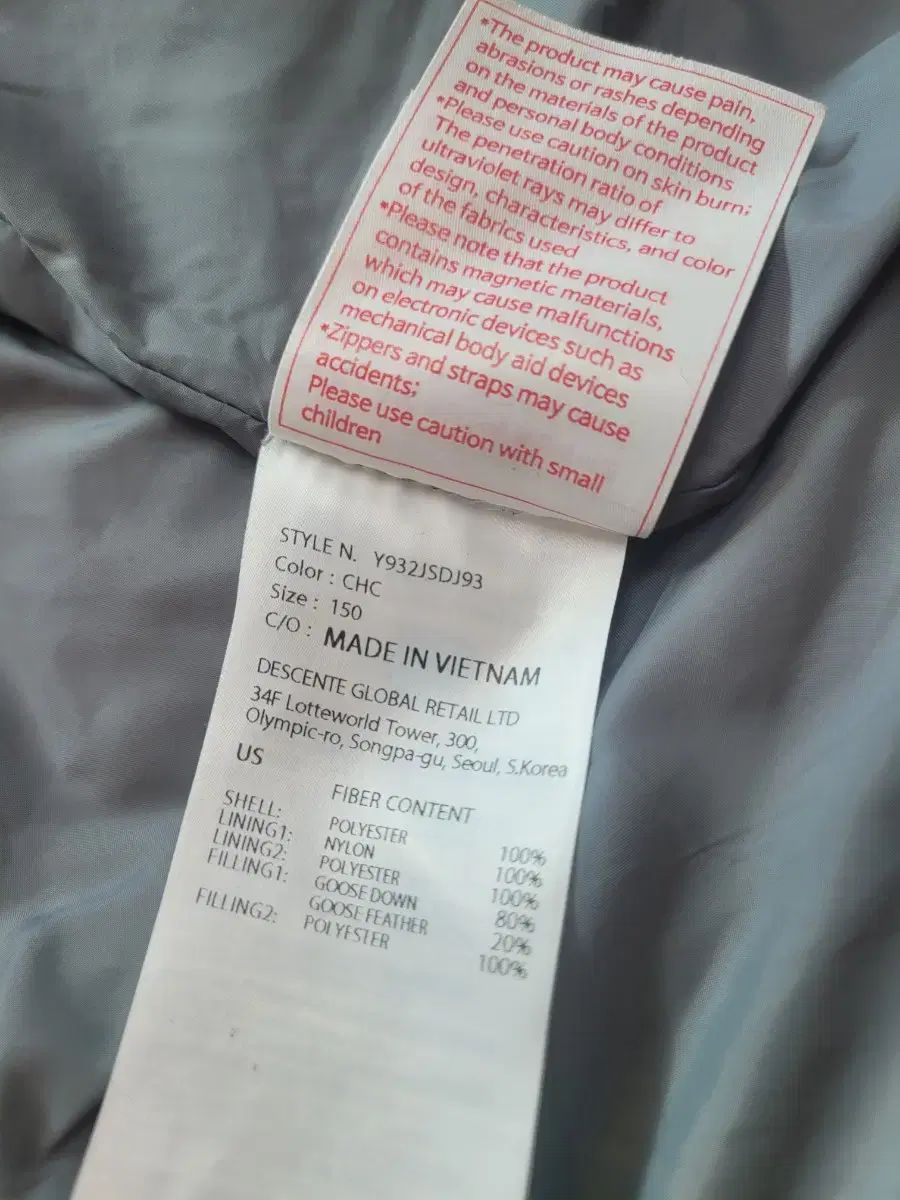 *The product may cause pain,
abrasions or rashes depending
on the materials of the product
and personal body conditions
*Please use caution on skin burn;
The penetration ratio of
ultraviolet rays may differ to
design, characteristics, and color
of the fabrics used
*Please note that the product
contains magnetic materials,
which may cause malfunctions
on electronic devices such as
mechanical body aid devices
*Zippers and straps may cause
accidents;
Please use caution with small
children
STYLE N. Y932JSDJ93
Color : CHC
Size : 150
C/O : MADE IN VIETNAM
DESCENTE GLOBAL RETAIL LTD
34F Lotteworld Tower, 300,
Olympic-ro, Songpa-gu, Seoul, S.Korea
US
FIBER CONTENT
SHELL: POLYESTER 100%
LINING1: NYLON 100%
LINING2: POLYESTER 100%
FILLING1: GOOSE DOWN 80%
GOOSE FEATHER 20%
FILLING2: POLYESTER 100%